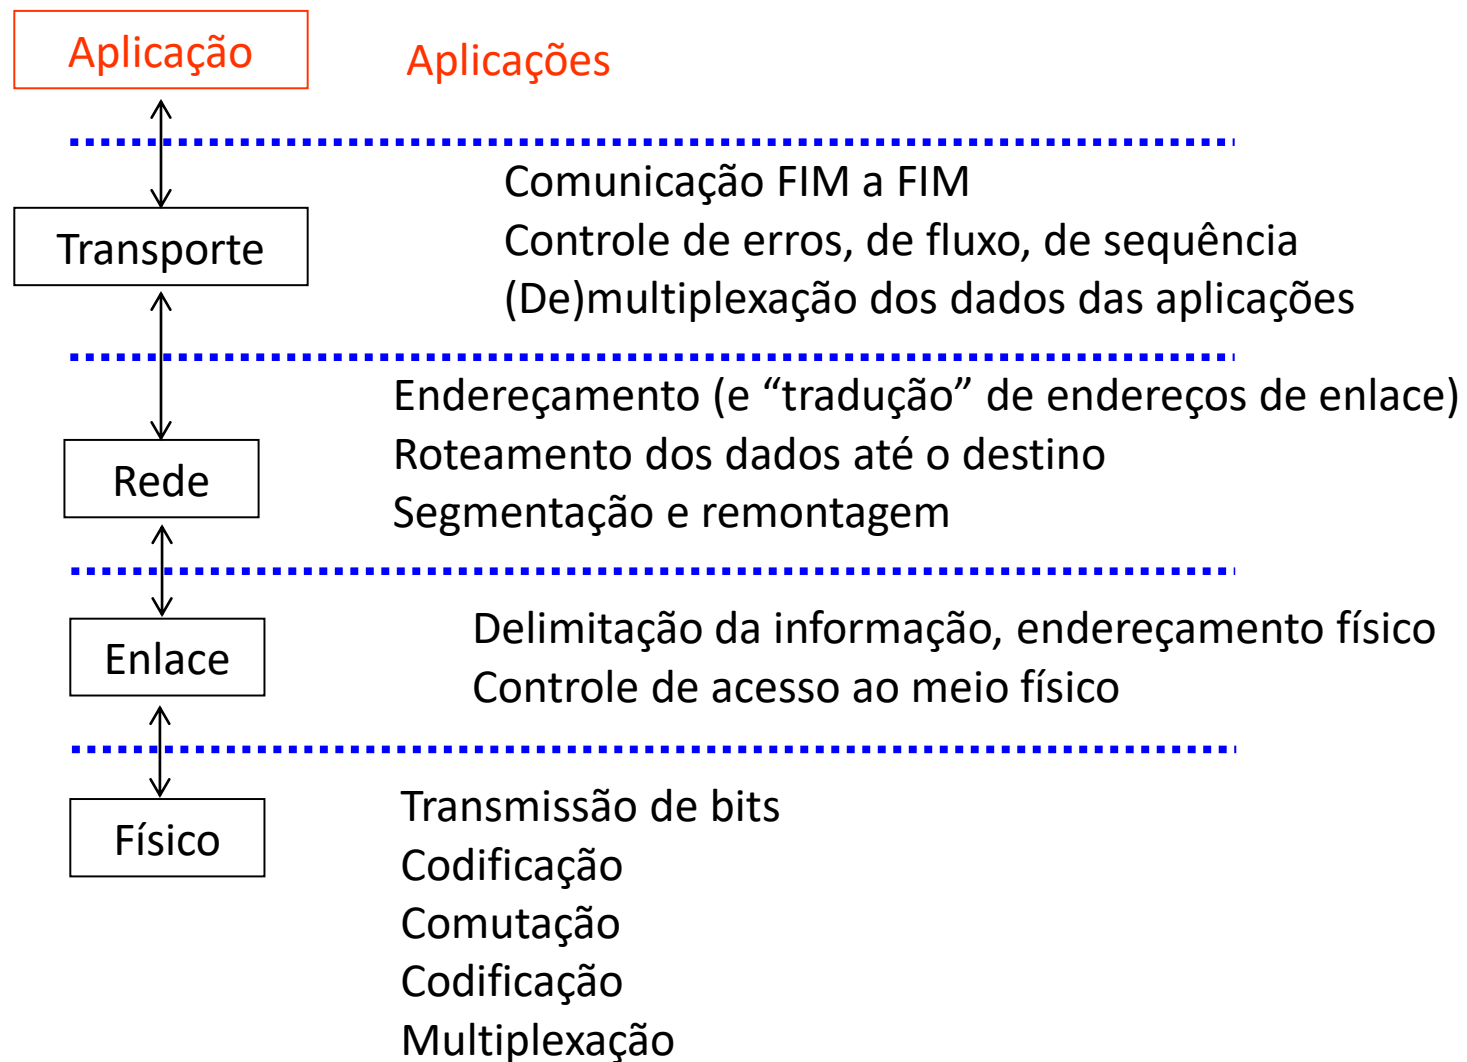 Aplicação
Aplicações
Transporte
Comunicação FIM a FIM
Controle de erros, de fluxo, de sequência
(De)multiplexação dos dados das aplicações
Rede
Endereçamento (e “tradução” de endereços de enlace)
Roteamento dos dados até o destino
Segmentação e remontagem
Enlace
Delimitação da informação, endereçamento físico
Controle de acesso ao meio físico
Físico
Transmissão de bits
Codificação
Comutação
Codificação
Multiplexação